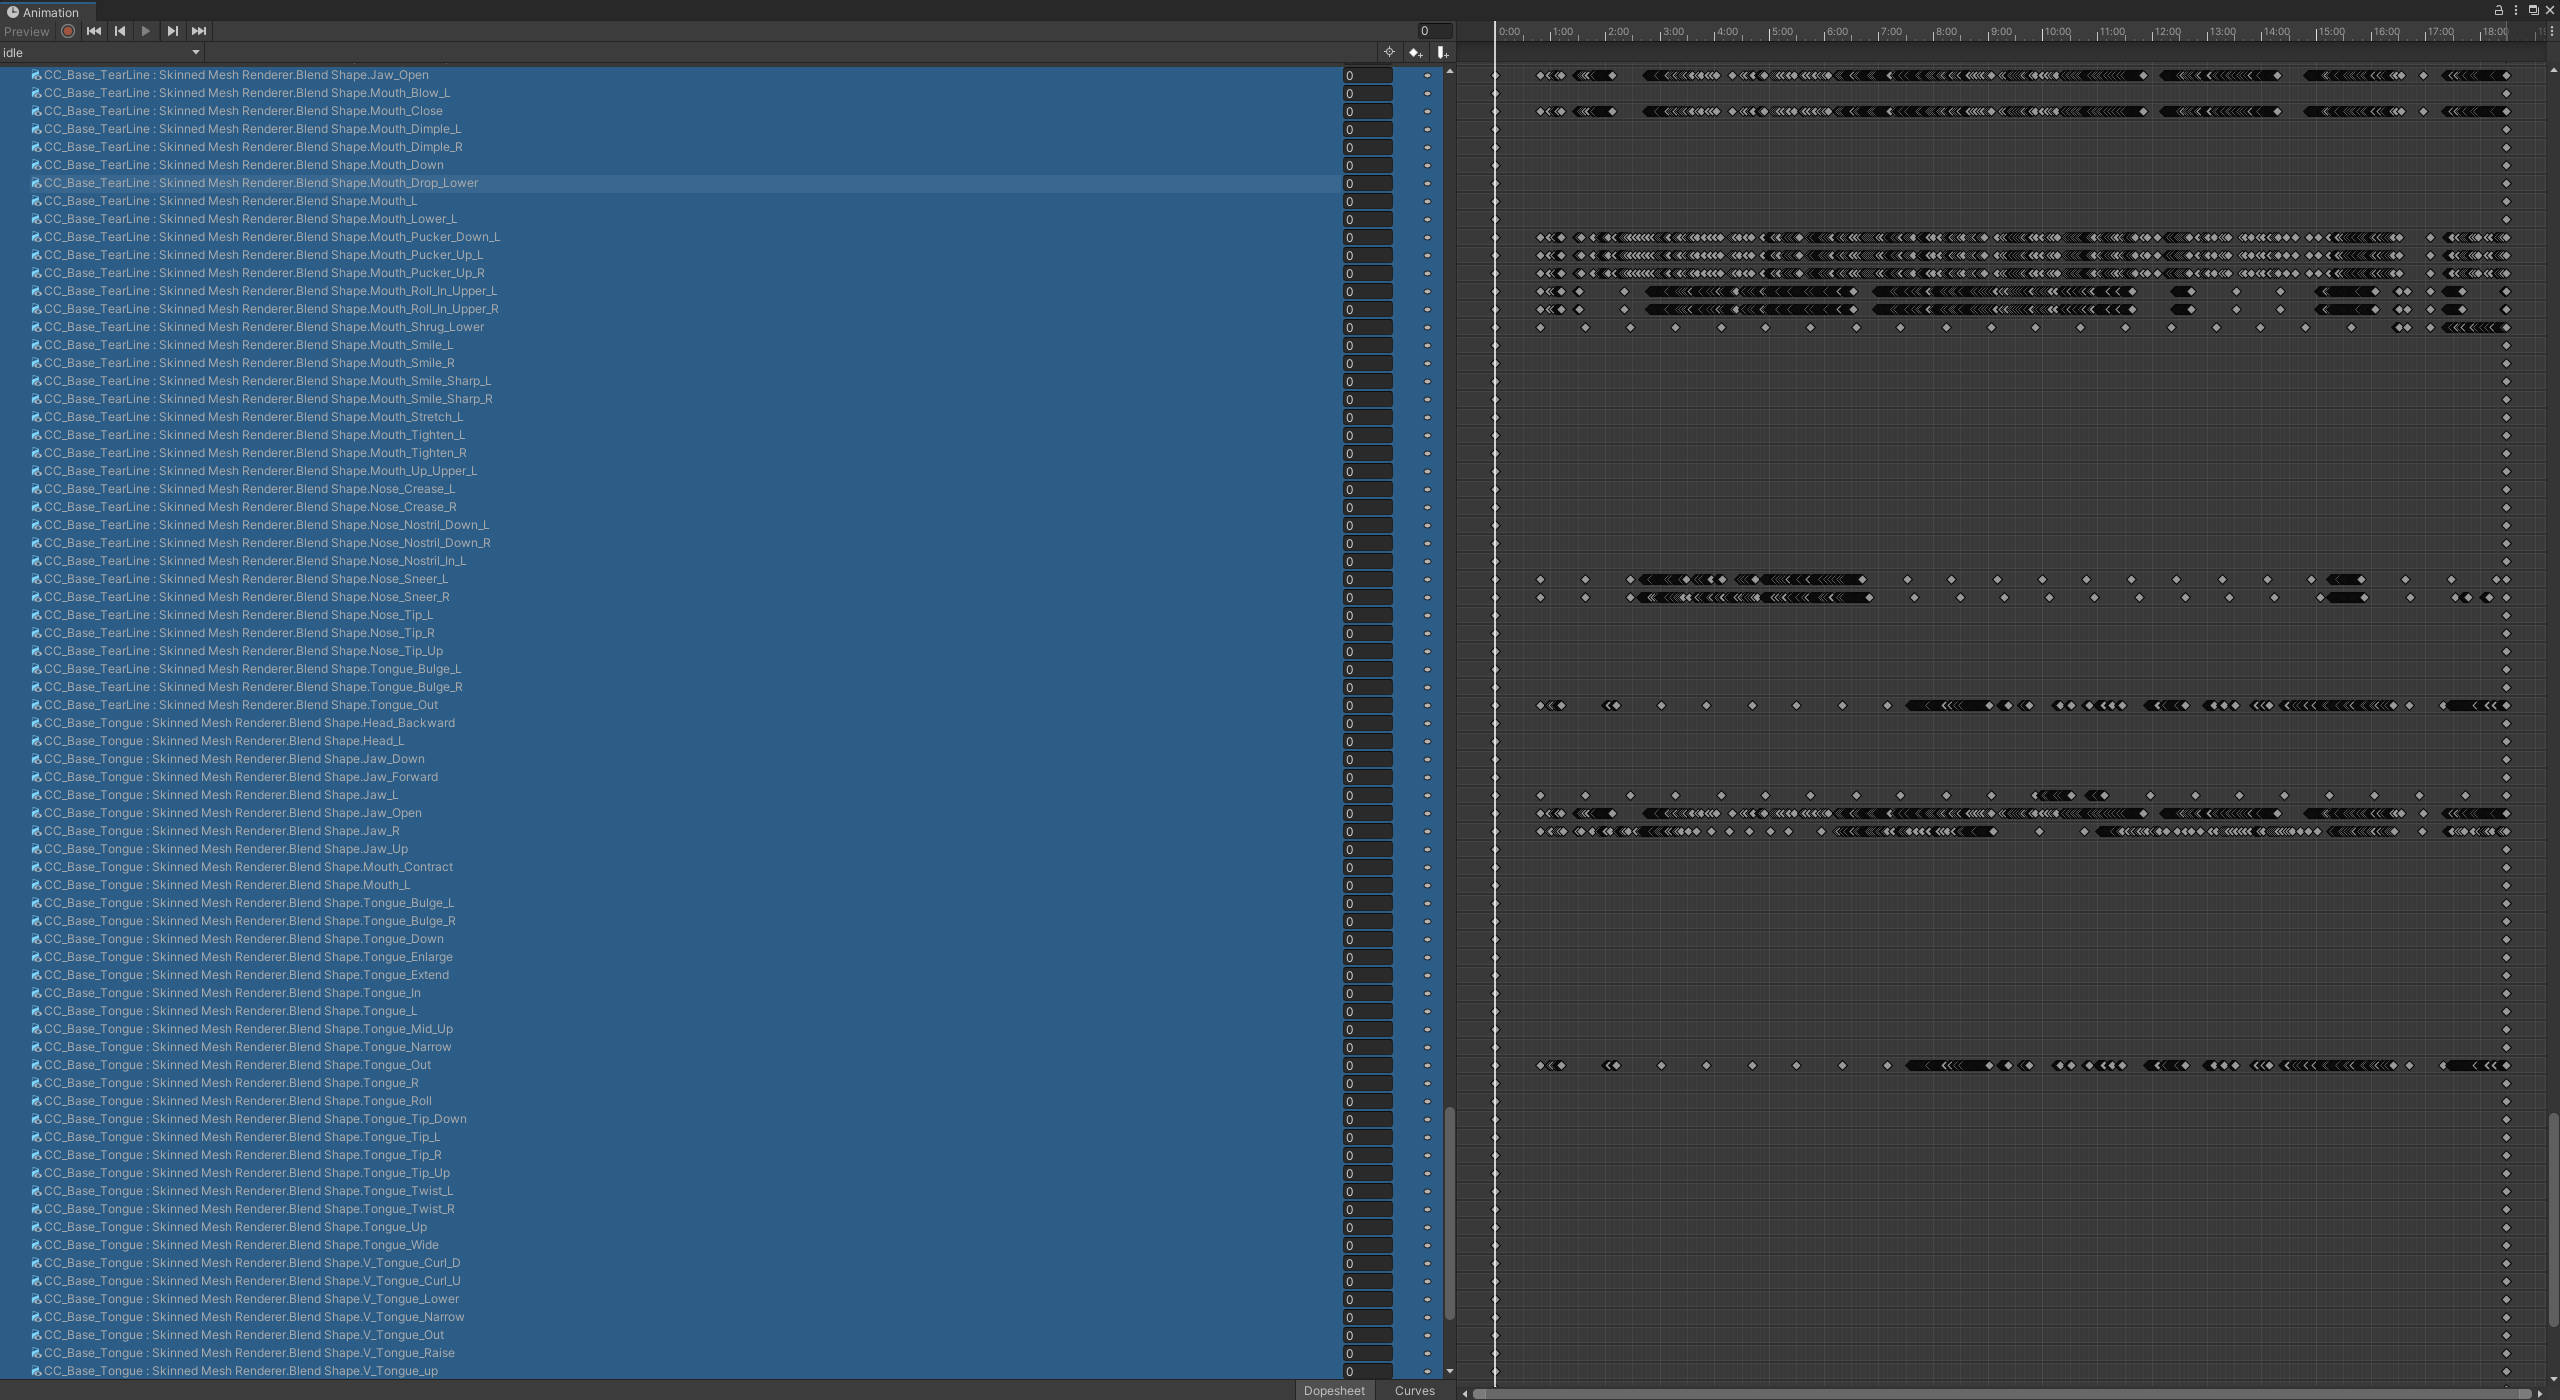 Animation
Preview 0 0:00 1:00 2:00 3:00 4:00 5:00 6:00 7:00 8:00 9:00 10:00 11:00 12:00 13:00 14:00 15:00 16:00 17:00 18:00
idle
CC_Base_TearLine : Skinned Mesh Renderer.Blend Shape.Jaw_Open 0
CC_Base_TearLine : Skinned Mesh Renderer.Blend Shape.Mouth_Blow_L 0
CC_Base_TearLine : Skinned Mesh Renderer.Blend Shape.Mouth_Close 0
CC_Base_TearLine : Skinned Mesh Renderer.Blend Shape.Mouth_Dimple_L 0
CC_Base_TearLine : Skinned Mesh Renderer.Blend Shape.Mouth_Dimple_R 0
CC_Base_TearLine : Skinned Mesh Renderer.Blend Shape.Mouth_Down 0
CC_Base_TearLine : Skinned Mesh Renderer.Blend Shape.Mouth_Drop_Lower 0
CC_Base_TearLine : Skinned Mesh Renderer.Blend Shape.Mouth_L 0
CC_Base_TearLine : Skinned Mesh Renderer.Blend Shape.Mouth_Lower_L 0
CC_Base_TearLine : Skinned Mesh Renderer.Blend Shape.Mouth_Pucker_Down_L 0
CC_Base_TearLine : Skinned Mesh Renderer.Blend Shape.Mouth_Pucker_Up_L 0
CC_Base_TearLine : Skinned Mesh Renderer.Blend Shape.Mouth_Pucker_Up_R 0
CC_Base_TearLine : Skinned Mesh Renderer.Blend Shape.Mouth_Roll_In_Upper_L 0
CC_Base_TearLine : Skinned Mesh Renderer.Blend Shape.Mouth_Roll_In_Upper_R 0
CC_Base_TearLine : Skinned Mesh Renderer.Blend Shape.Mouth_Shrug_Lower 0
CC_Base_TearLine : Skinned Mesh Renderer.Blend Shape.Mouth_Smile_L 0
CC_Base_TearLine : Skinned Mesh Renderer.Blend Shape.Mouth_Smile_R 0
CC_Base_TearLine : Skinned Mesh Renderer.Blend Shape.Mouth_Smile_Sharp_L 0
CC_Base_TearLine : Skinned Mesh Renderer.Blend Shape.Mouth_Smile_Sharp_R 0
CC_Base_TearLine : Skinned Mesh Renderer.Blend Shape.Mouth_Stretch_L 0
CC_Base_TearLine : Skinned Mesh Renderer.Blend Shape.Mouth_Tighten_L 0
CC_Base_TearLine : Skinned Mesh Renderer.Blend Shape.Mouth_Tighten_R 0
CC_Base_TearLine : Skinned Mesh Renderer.Blend Shape.Mouth_Up_Upper_L 0
CC_Base_TearLine : Skinned Mesh Renderer.Blend Shape.Nose_Crease_L 0
CC_Base_TearLine : Skinned Mesh Renderer.Blend Shape.Nose_Crease_R 0
CC_Base_TearLine : Skinned Mesh Renderer.Blend Shape.Nose_Nostril_Down_L 0
CC_Base_TearLine : Skinned Mesh Renderer.Blend Shape.Nose_Nostril_Down_R 0
CC_Base_TearLine : Skinned Mesh Renderer.Blend Shape.Nose_Nostril_In_L 0
CC_Base_TearLine : Skinned Mesh Renderer.Blend Shape.Nose_Sneer_L 0
CC_Base_TearLine : Skinned Mesh Renderer.Blend Shape.Nose_Sneer_R 0
CC_Base_TearLine : Skinned Mesh Renderer.Blend Shape.Nose_Tip_L 0
CC_Base_TearLine : Skinned Mesh Renderer.Blend Shape.Nose_Tip_R 0
CC_Base_TearLine : Skinned Mesh Renderer.Blend Shape.Nose_Tip_Up 0
CC_Base_TearLine : Skinned Mesh Renderer.Blend Shape.Tongue_Bulge_L 0
CC_Base_TearLine : Skinned Mesh Renderer.Blend Shape.Tongue_Bulge_R 0
CC_Base_TearLine : Skinned Mesh Renderer.Blend Shape.Tongue_Out 0
CC_Base_Tongue : Skinned Mesh Renderer.Blend Shape.Head_Backward 0
CC_Base_Tongue : Skinned Mesh Renderer.Blend Shape.Head_L 0
CC_Base_Tongue : Skinned Mesh Renderer.Blend Shape.Jaw_Down 0
CC_Base_Tongue : Skinned Mesh Renderer.Blend Shape.Jaw_Forward 0
CC_Base_Tongue : Skinned Mesh Renderer.Blend Shape.Jaw_L 0
CC_Base_Tongue : Skinned Mesh Renderer.Blend Shape.Jaw_Open 0
CC_Base_Tongue : Skinned Mesh Renderer.Blend Shape.Jaw_R 0
CC_Base_Tongue : Skinned Mesh Renderer.Blend Shape.Jaw_Up 0
CC_Base_Tongue : Skinned Mesh Renderer.Blend Shape.Mouth_Contract 0
CC_Base_Tongue : Skinned Mesh Renderer.Blend Shape.Mouth_L 0
CC_Base_Tongue : Skinned Mesh Renderer.Blend Shape.Tongue_Bulge_L 0
CC_Base_Tongue : Skinned Mesh Renderer.Blend Shape.Tongue_Bulge_R 0
CC_Base_Tongue : Skinned Mesh Renderer.Blend Shape.Tongue_Down 0
CC_Base_Tongue : Skinned Mesh Renderer.Blend Shape.Tongue_Enlarge 0
CC_Base_Tongue : Skinned Mesh Renderer.Blend Shape.Tongue_Extend 0
CC_Base_Tongue : Skinned Mesh Renderer.Blend Shape.Tongue_In 0
CC_Base_Tongue : Skinned Mesh Renderer.Blend Shape.Tongue_L 0
CC_Base_Tongue : Skinned Mesh Renderer.Blend Shape.Tongue_Mid_Up 0
CC_Base_Tongue : Skinned Mesh Renderer.Blend Shape.Tongue_Narrow 0
CC_Base_Tongue : Skinned Mesh Renderer.Blend Shape.Tongue_Out 0
CC_Base_Tongue : Skinned Mesh Renderer.Blend Shape.Tongue_R 0
CC_Base_Tongue : Skinned Mesh Renderer.Blend Shape.Tongue_Roll 0
CC_Base_Tongue : Skinned Mesh Renderer.Blend Shape.Tongue_Tip_Down 0
CC_Base_Tongue : Skinned Mesh Renderer.Blend Shape.Tongue_Tip_L 0
CC_Base_Tongue : Skinned Mesh Renderer.Blend Shape.Tongue_Tip_R 0
CC_Base_Tongue : Skinned Mesh Renderer.Blend Shape.Tongue_Tip_Up 0
CC_Base_Tongue : Skinned Mesh Renderer.Blend Shape.Tongue_Twist_L 0
CC_Base_Tongue : Skinned Mesh Renderer.Blend Shape.Tongue_Twist_R 0
CC_Base_Tongue : Skinned Mesh Renderer.Blend Shape.Tongue_Up 0
CC_Base_Tongue : Skinned Mesh Renderer.Blend Shape.Tongue_Wide 0
CC_Base_Tongue : Skinned Mesh Renderer.Blend Shape.V_Tongue_Curl_D 0
CC_Base_Tongue : Skinned Mesh Renderer.Blend Shape.V_Tongue_Curl_U 0
CC_Base_Tongue : Skinned Mesh Renderer.Blend Shape.V_Tongue_Lower 0
CC_Base_Tongue : Skinned Mesh Renderer.Blend Shape.V_Tongue_Narrow 0
CC_Base_Tongue : Skinned Mesh Renderer.Blend Shape.V_Tongue_Out 0
CC_Base_Tongue : Skinned Mesh Renderer.Blend Shape.V_Tongue_Raise 0
CC_Base_Tongue : Skinned Mesh Renderer.Blend Shape.V_Tongue_up 0
Dopesheet Curves